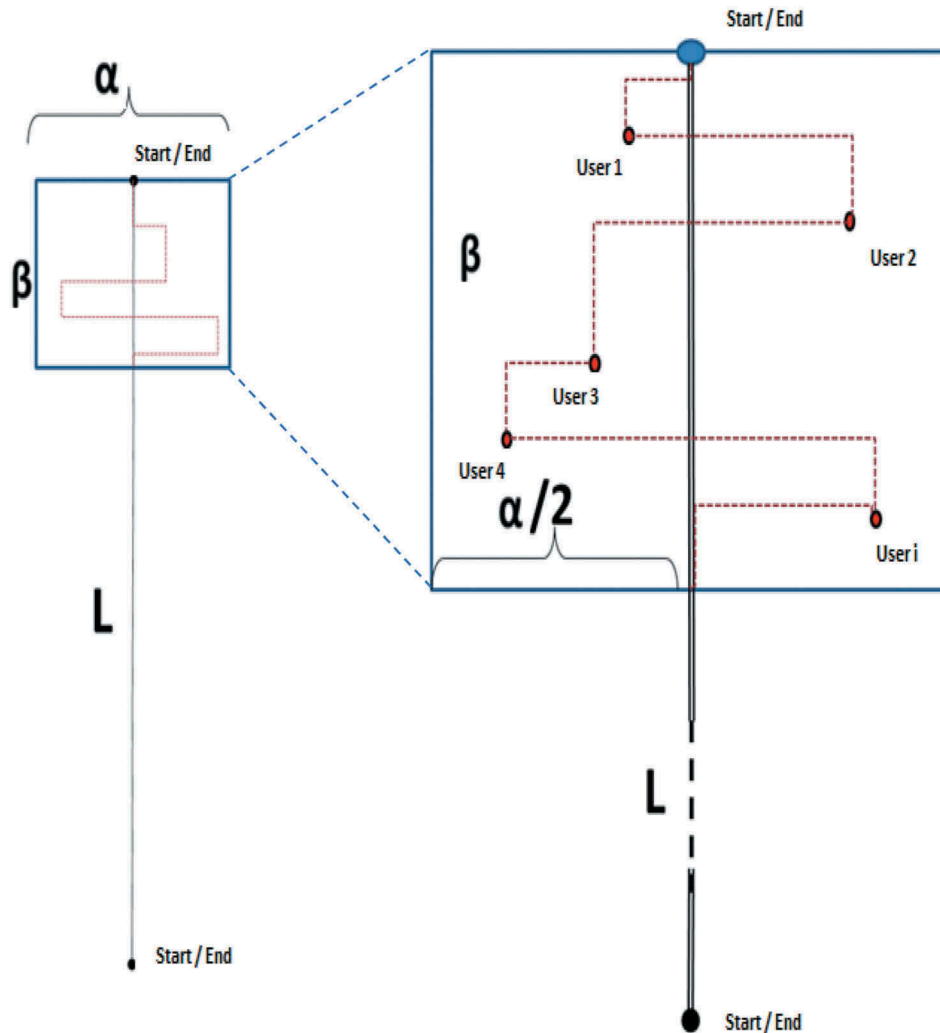 α
Start / End
β
L
Start / End
Start / End
User 1
β
User 2
User 3
User 4
α /2
User i
L
Start / End